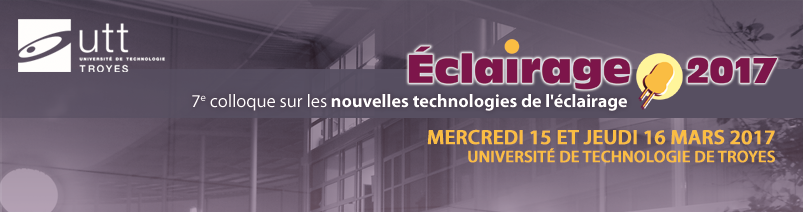 utt
UNIVERSITÉ DE TECHNOLOGIE
TROYES
Éclairage 2017
7e colloque sur les nouvelles technologies de l'éclairage
MERCREDI 15 ET JEUDI 16 MARS 2017
UNIVERSITÉ DE TECHNOLOGIE DE TROYES